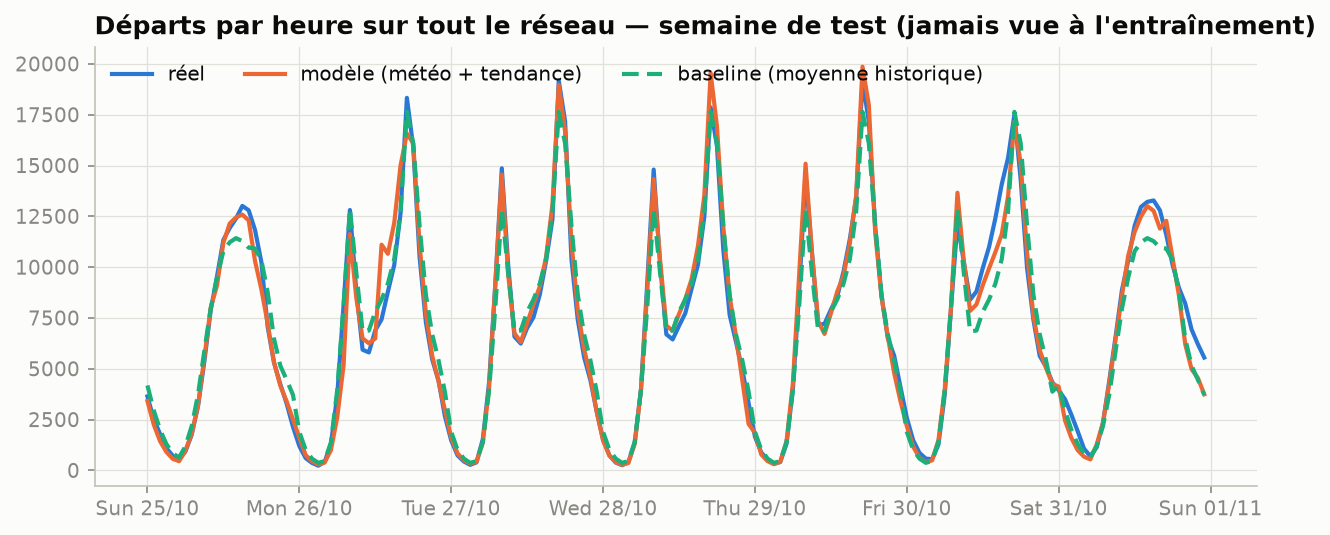 Départs par heure sur tout le réseau — semaine de test (jamais vue à l'entraînement)
réel
modèle (météo + tendance)
baseline (moyenne historique)
20000
17500
15000
12500
10000
7500
5000
2500
0
Sun 25/10
Mon 26/10
Tue 27/10
Wed 28/10
Thu 29/10
Fri 30/10
Sat 31/10
Sun 01/11